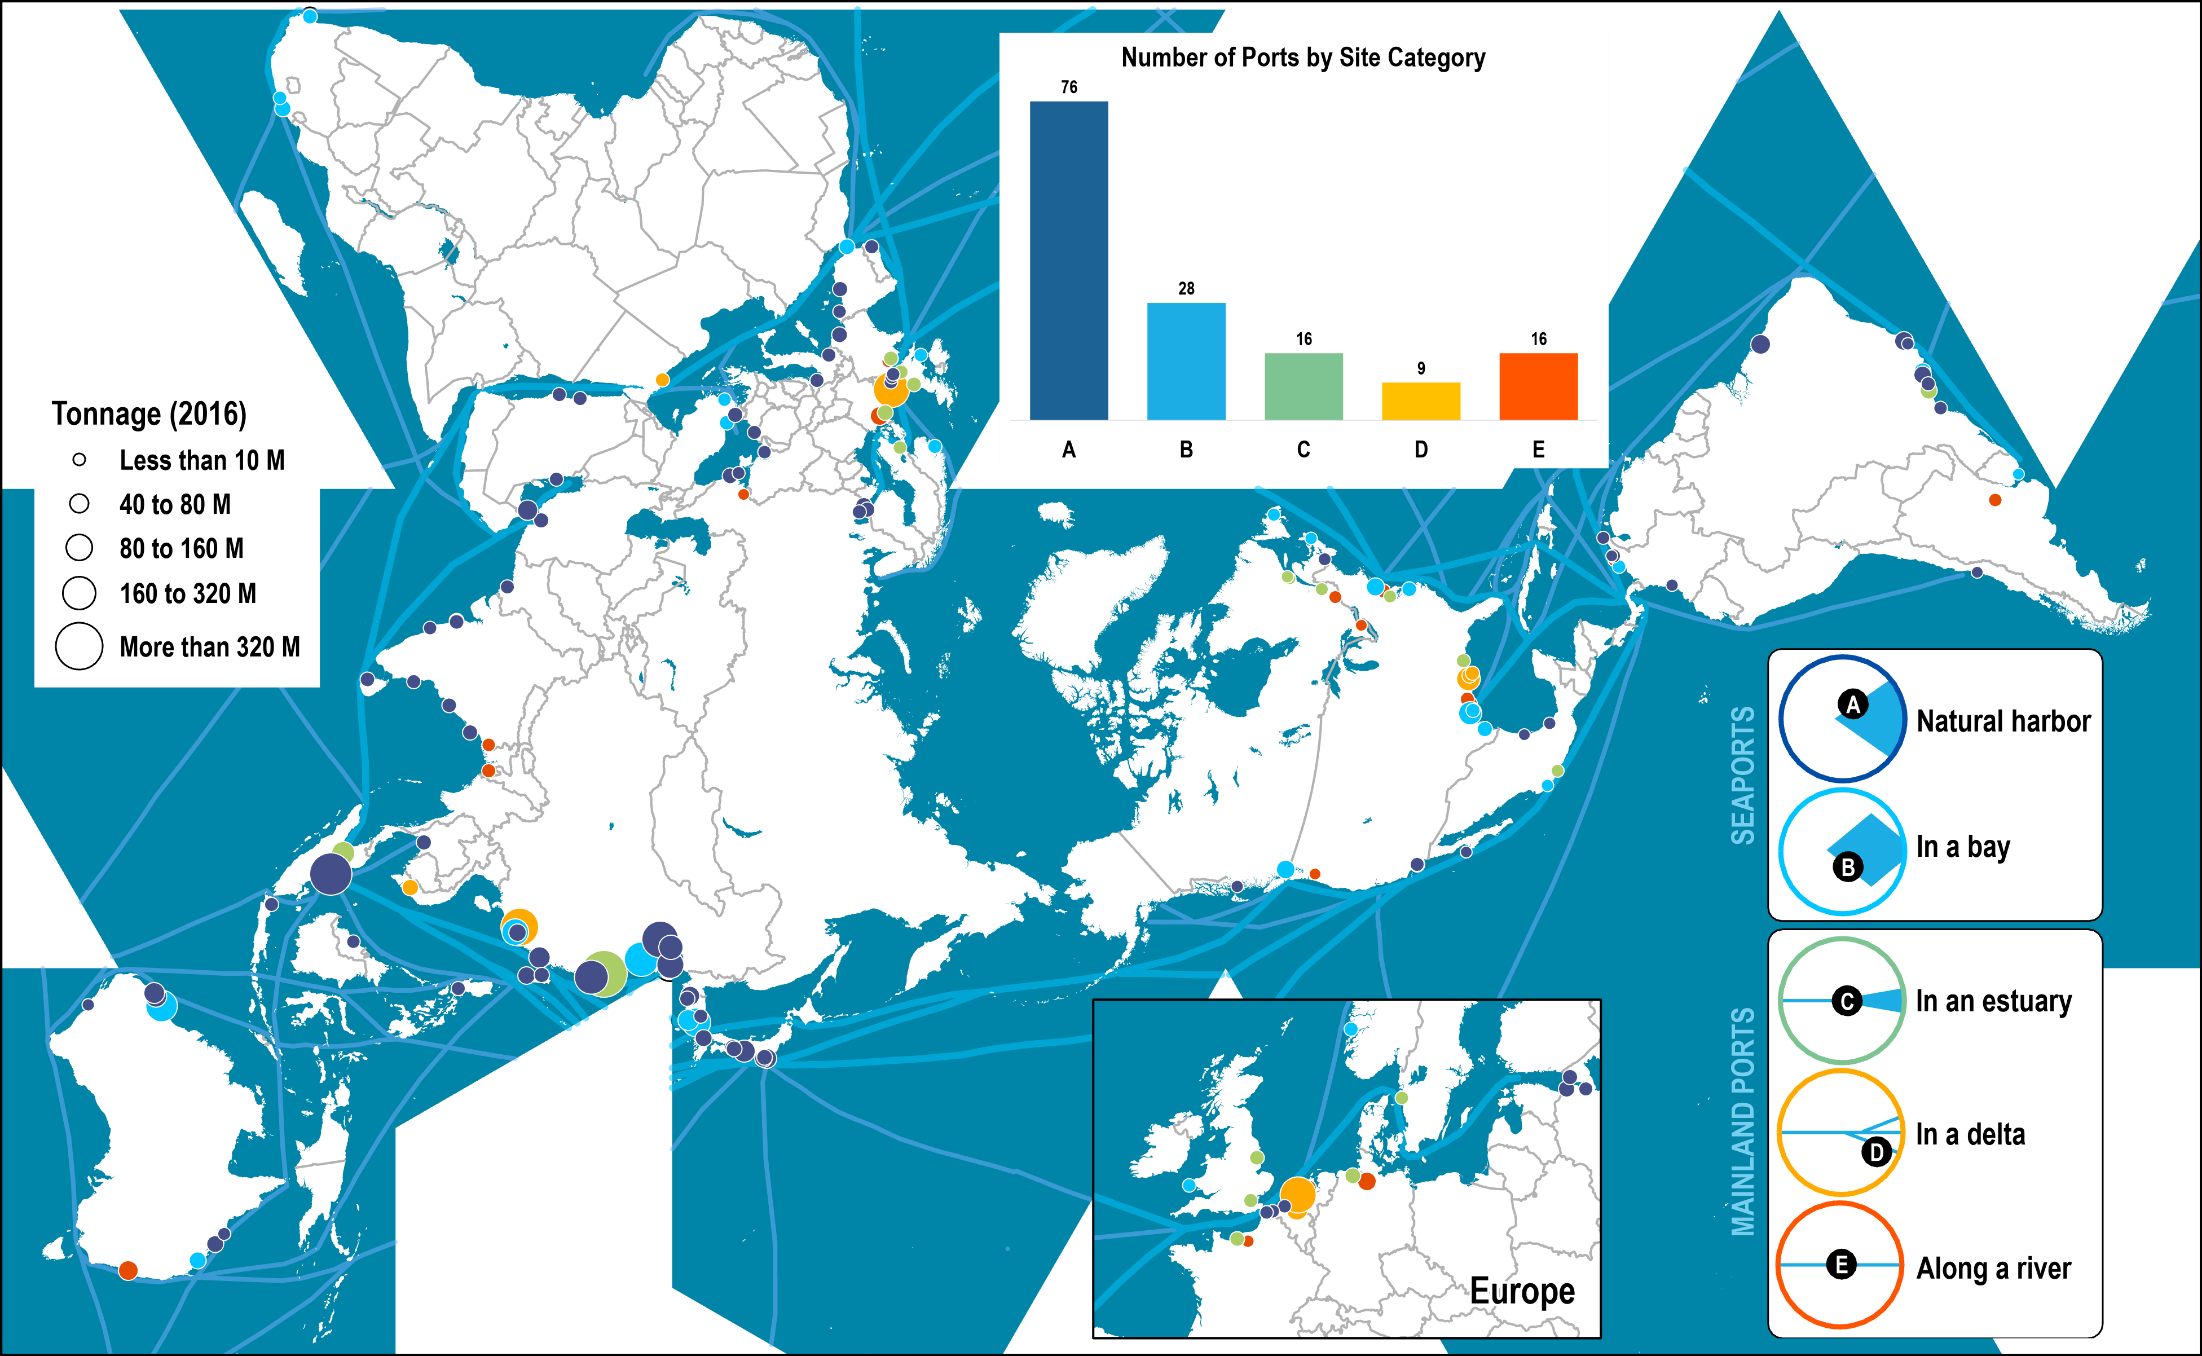 Number of Ports by Site Category
76
28
16
9
16
A
B
C
D
E
Tonnage (2016)
Less than 10 M
40 to 80 M
80 to 160 M
160 to 320 M
More than 320 M
SEAPORTS
A
Natural harbor
B
In a bay
MAINLAND PORTS
C
In an estuary
D
In a delta
E
Along a river
Europe